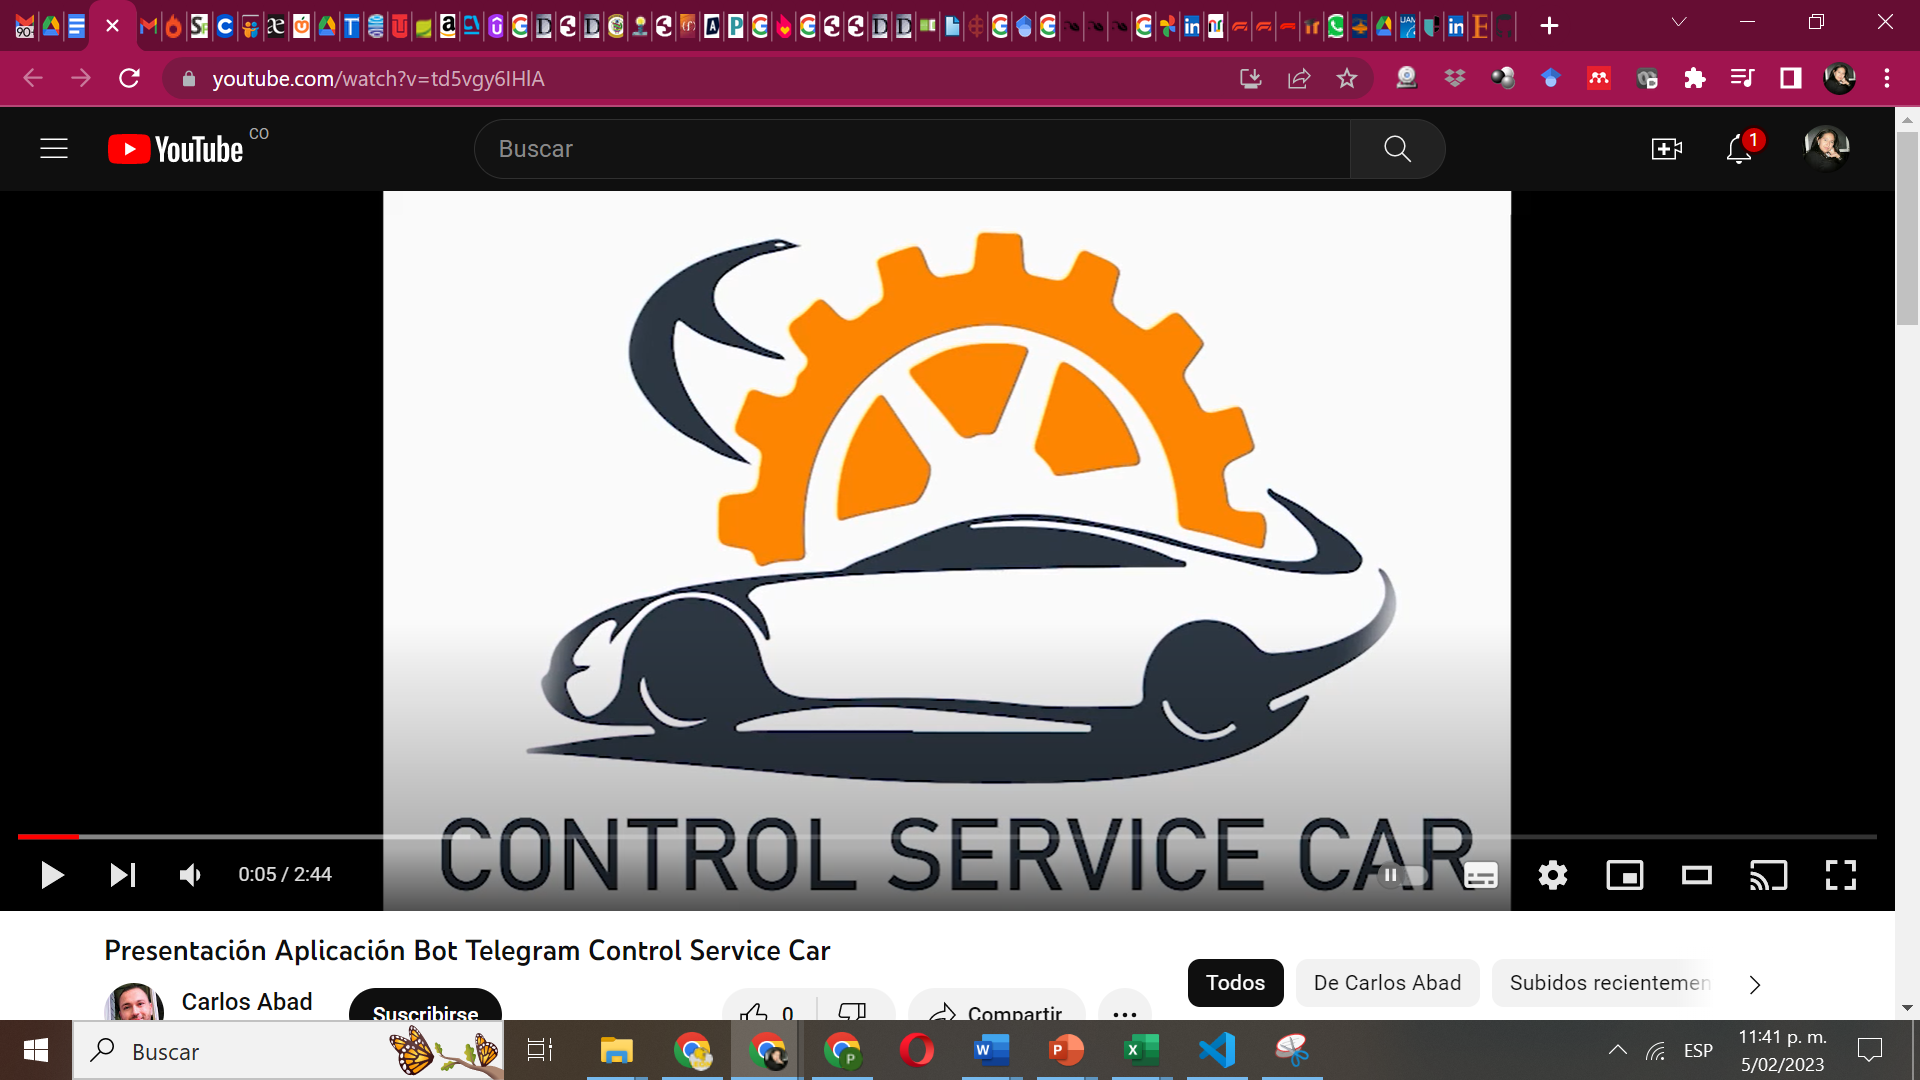 youtube.com/watch?v=td5vgy6IHlA
YouTube CO
Buscar
1
CONTROL SERVICE CAR
0:05 / 2:44
Presentación Aplicación Bot Telegram Control Service Car
Todos
De Carlos Abad
Subidos recientemen
Carlos Abad
Suscribirse
0
Compartir
Buscar
ESP
11:41 p. m.
5/02/2023